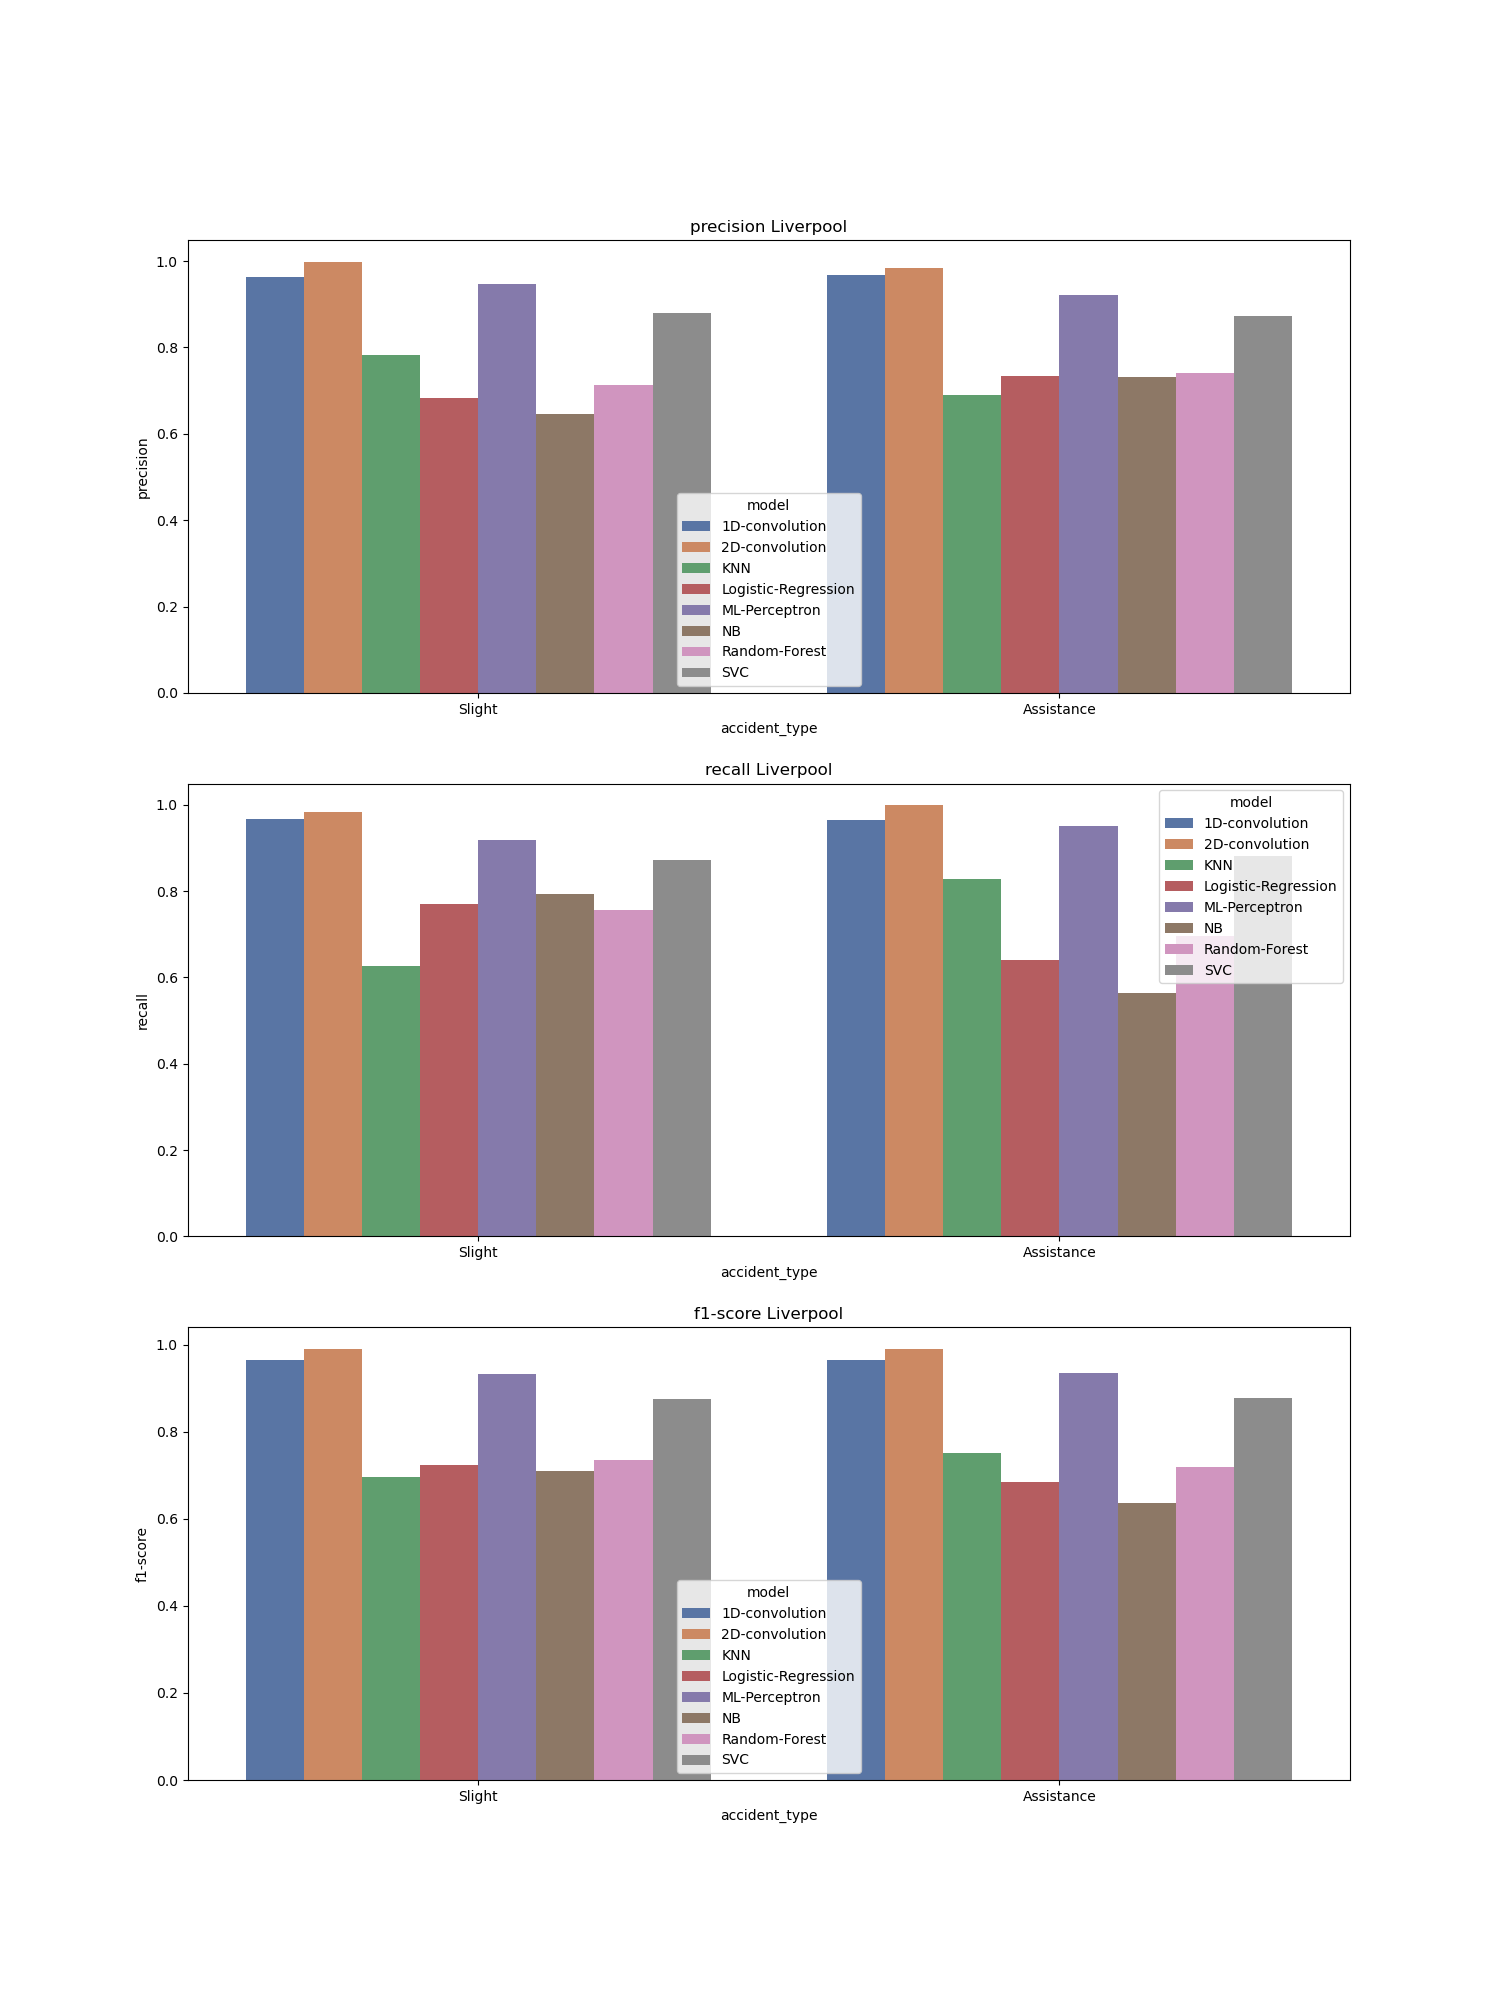 precision Liverpool
1.0
0.8
0.6
0.4
0.2
0.0
precision
model
1D-convolution
2D-convolution
KNN
Logistic-Regression
ML-Perceptron
NB
Random-Forest
SVC
Slight
Assistance
accident_type
recall Liverpool
1.0
0.8
0.6
0.4
0.2
0.0
recall
model
1D-convolution
2D-convolution
KNN
Logistic-Regression
ML-Perceptron
NB
Random-Forest
SVC
Slight
Assistance
accident_type
f1-score Liverpool
1.0
0.8
0.6
0.4
0.2
0.0
f1-score
model
1D-convolution
2D-convolution
KNN
Logistic-Regression
ML-Perceptron
NB
Random-Forest
SVC
Slight
Assistance
accident_type